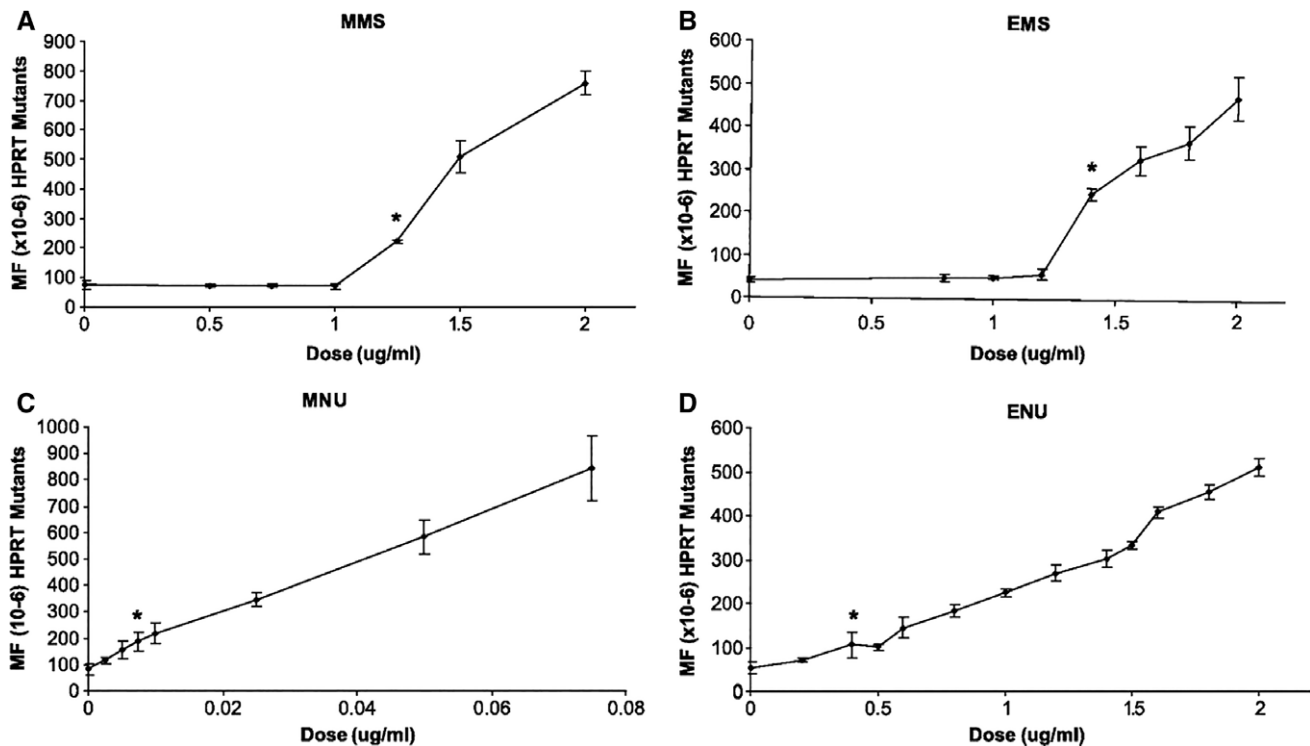 A
MMS
MF (x10-6) HPRT Mutants
900
800
700
600
500
400
300
200
100
0
*
0 0.5 1 1.5 2
Dose (ug/ml)
B
EMS
MF (x10-6) HPRT Mutants
600
500
400
300
200
100
0
*
0 0.5 1 1.5 2
Dose (ug/ml)
C
MNU
MF (10-6) HPRT Mutants
1000
900
800
700
600
500
400
300
200
100
0
*
0 0.02 0.04 0.06 0.08
Dose (ug/ml)
D
ENU
MF (x10-6) HPRT Mutants
600
500
400
300
200
100
0
*
0 0.5 1 1.5 2
Dose (ug/ml)